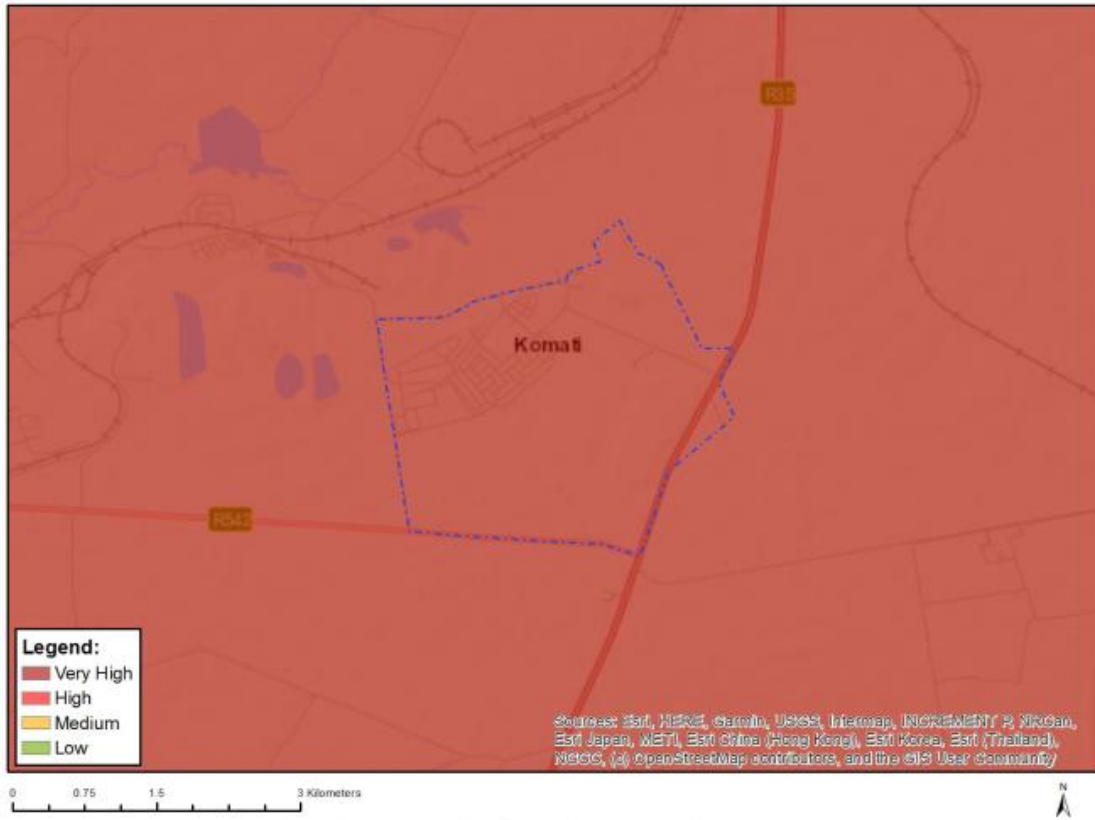 R35
Komati
R542
Legend:
Very High
High
Medium
Low
Sources: Esri, HERE, Garmin, USGS, Intermap, INCREMENT P, NRCan,
Esri Japan, METI, Esri China (Hong Kong), Esri Korea, Esri (Thailand),
NGCC, (c) OpenStreetMap contributors, and the GIS User Community
0 0.75 1.5 3 Kilometers
N